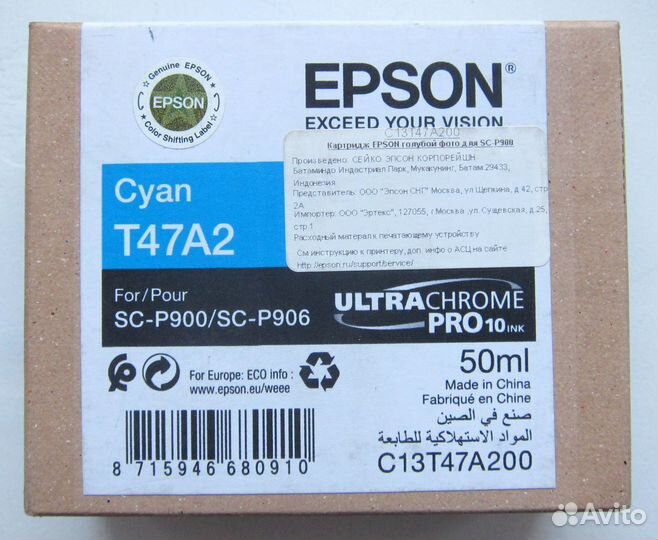 Genuine EPSON
EPSON
Color Shifting Label
EPSON®
EXCEED YOUR VISION
C13T47A200
Картридж EPSON голубой фото для SC-P900
Произведено: СЕЙКО ЭПСОН КОРПОРЕЙШН
Батаминдо Индостриал Парк, Мукакунинг, Батам 29433,
Индонезия
Представитель: ООО "Эпсон СНГ" Москва, ул Щепкина, д 42, стр
2А
Импортер: ООО "Эртекс", 127055, г.Москва ,ул. Сущевская, д.25,
стр.1
Расходный материал к печатающему устройству
См инструкцию к принтеру, доп. инфо о АСЦ на сайте
http://epson.ru/support/service/
Cyan
T47A2
For/Pour
SC-P900/SC-P906
ULTRACHROME
PRO10 INK
50ml
For Europe: ECO info :
www.epson.eu/weee
Made in China
Fabriqué en Chine
صنع في الصين
المواد الاستهلاكية للطابعة
C13T47A200
8 715946 680910
Avito